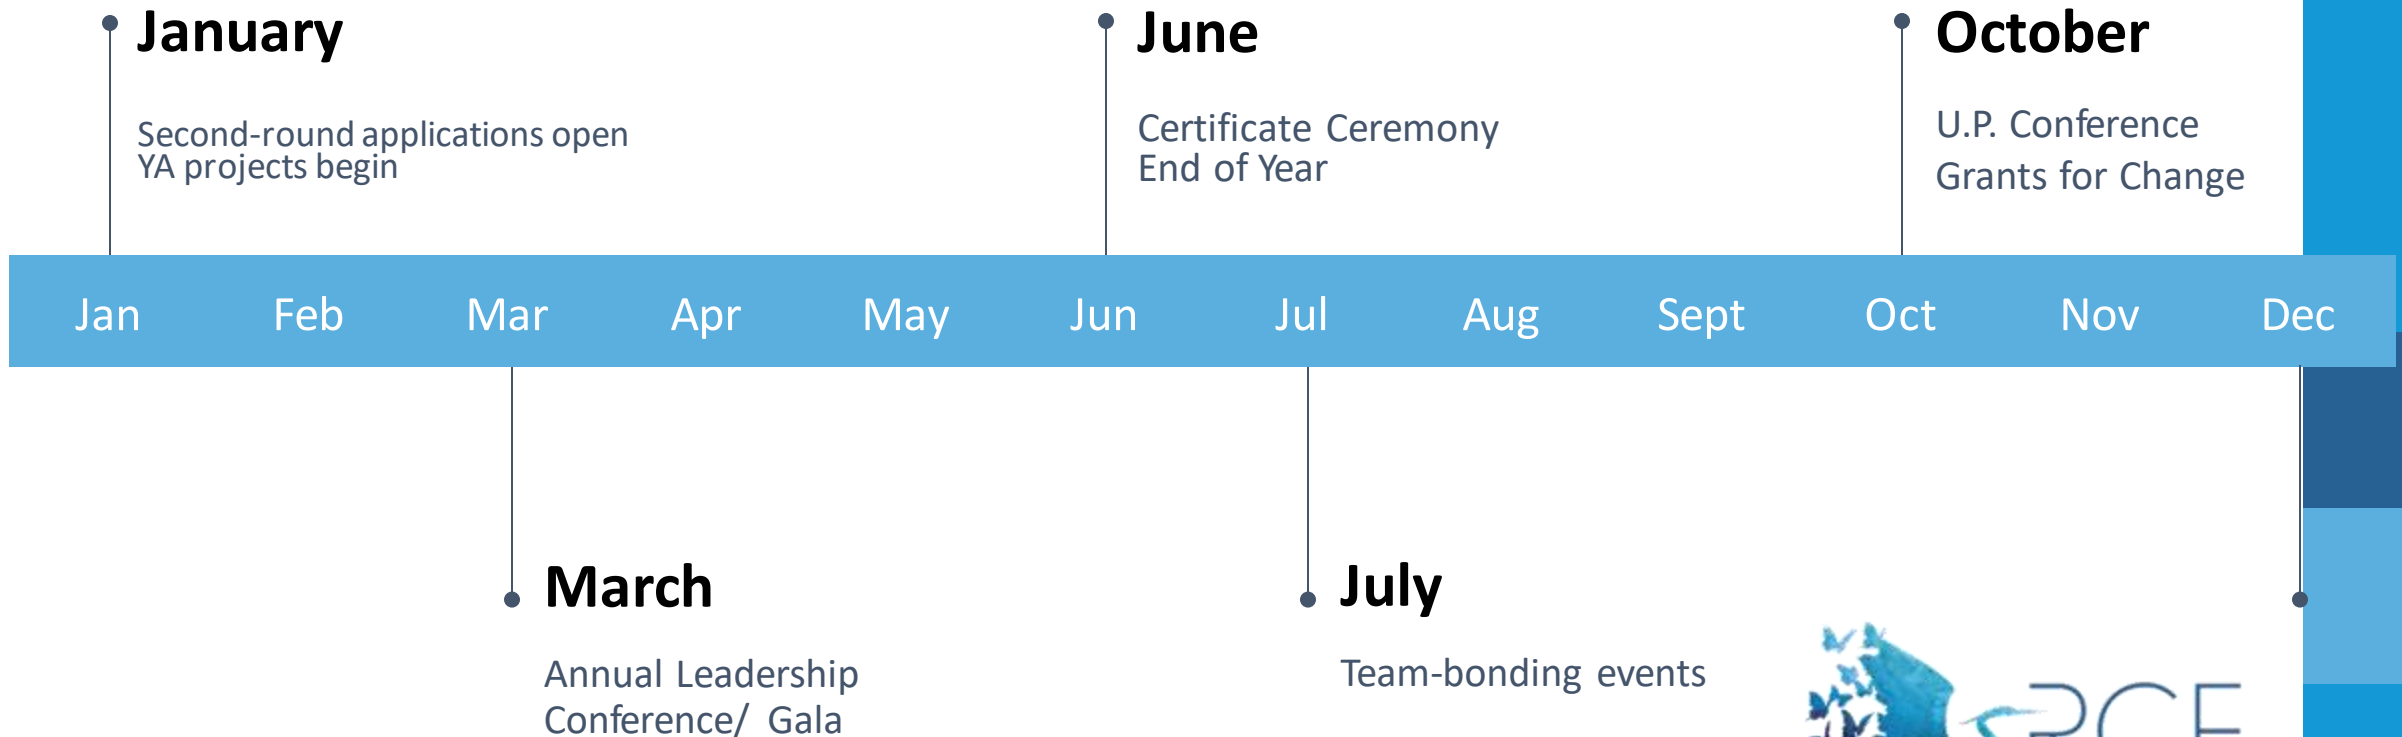 January
Second-round applications open
YA projects begin
June
Certificate Ceremony
End of Year
October
U.P. Conference
Grants for Change
Jan Feb Mar Apr May Jun Jul Aug Sept Oct Nov Dec
March
Annual Leadership
Conference/ Gala
July
Team-bonding events